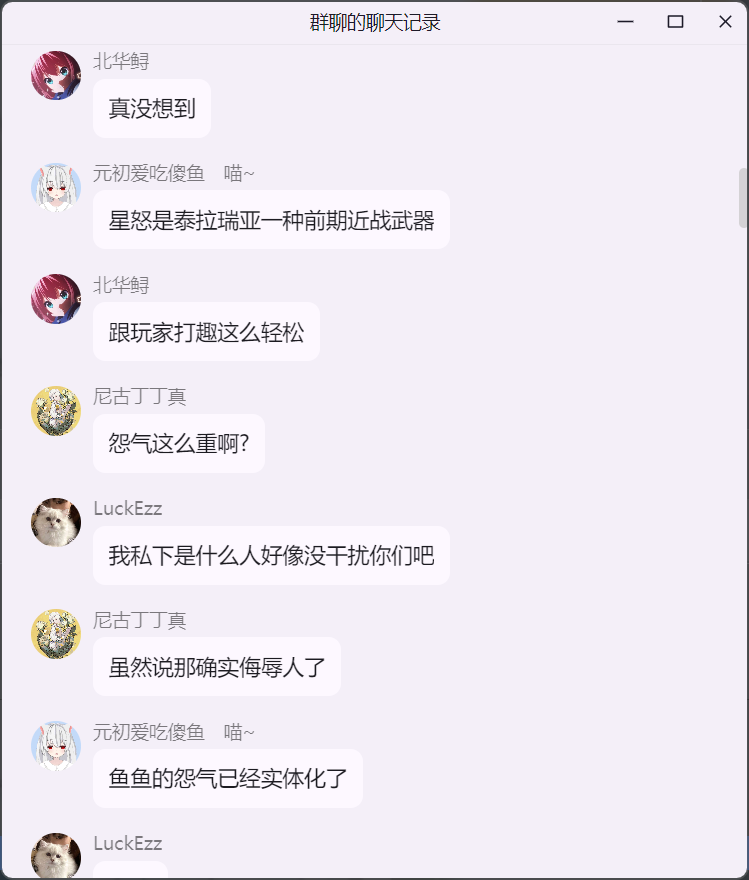 群聊的聊天记录
北华鲟
真没想到
元初爱吃傻鱼　喵~
星怒是泰拉瑞亚一种前期近战武器
北华鲟
跟玩家打趣这么轻松
尼古丁丁真
怨气这么重啊?
LuckEzz
我私下是什么人好像没干扰你们吧
尼古丁丁真
虽然说那确实侮辱人了
元初爱吃傻鱼　喵~
鱼鱼的怨气已经实体化了
LuckEzz